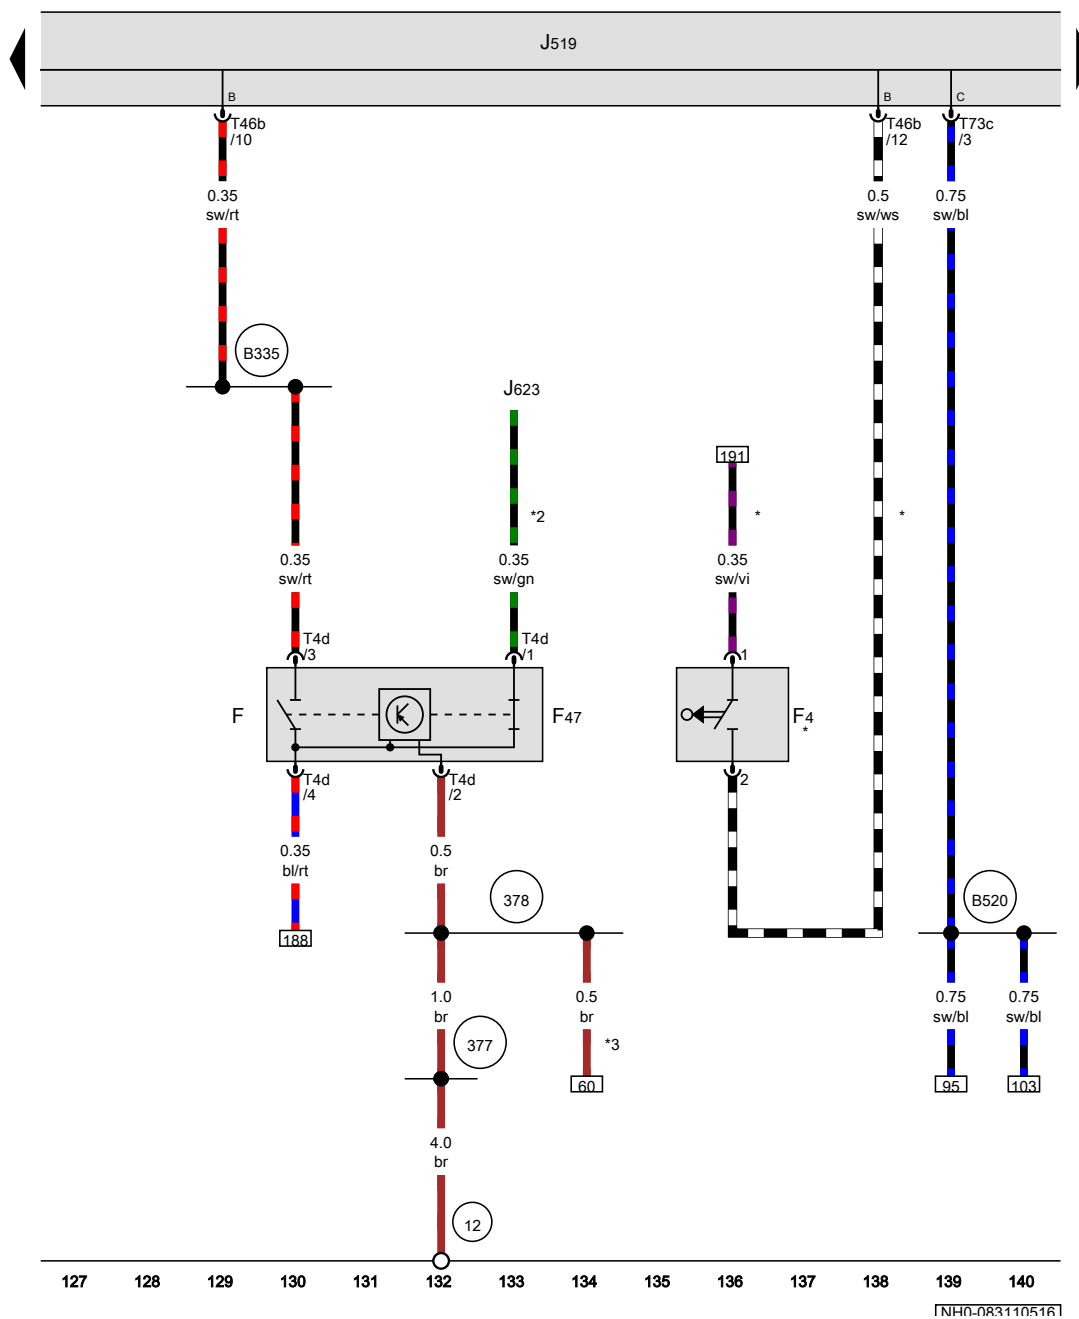 J519
B
B
C
T46b
/10
T46b
/12
T73c
/3
0.35
sw/rt
0.5
sw/ws
0.75
sw/bl
B335
J623
191
*2
*
*
0.35
sw/rt
0.35
sw/gn
0.35
sw/vi
T4d
/3
T4d
/1
1
F
F47
F4
*
T4d
/4
T4d
/2
2
0.35
bl/rt
0.5
br
378
B520
188
1.0
br
0.5
br
0.75
sw/bl
0.75
sw/bl
377
*3
60
95
103
4.0
br
12
127 128 129 130 131 132 133 134 135 136 137 138 139 140
NH0-083110516